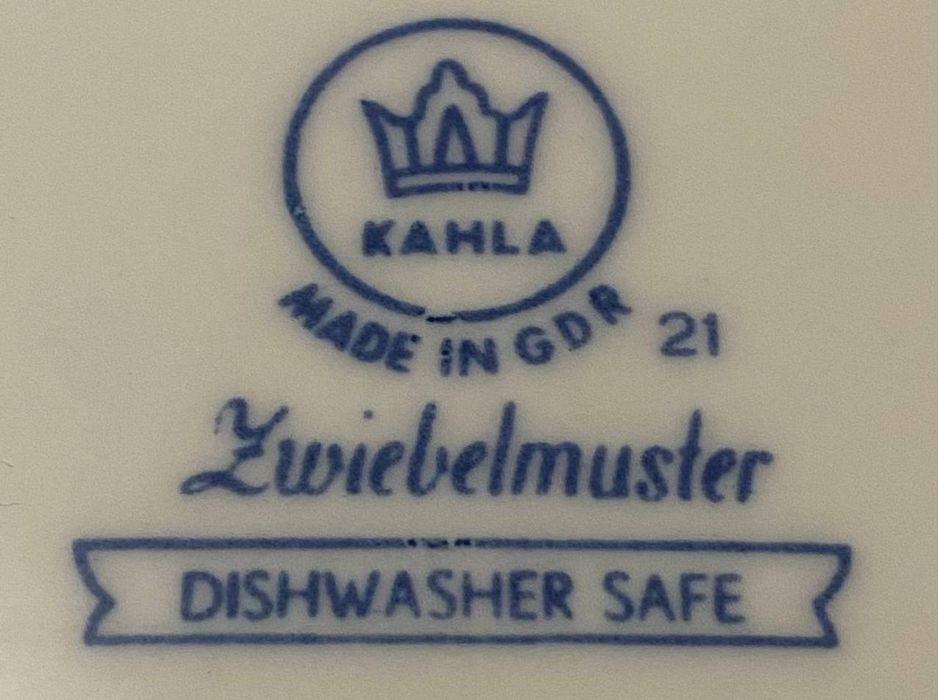 KAHLA
MADE IN GDR 21
Zwiebelmuster
DISHWASHER SAFE